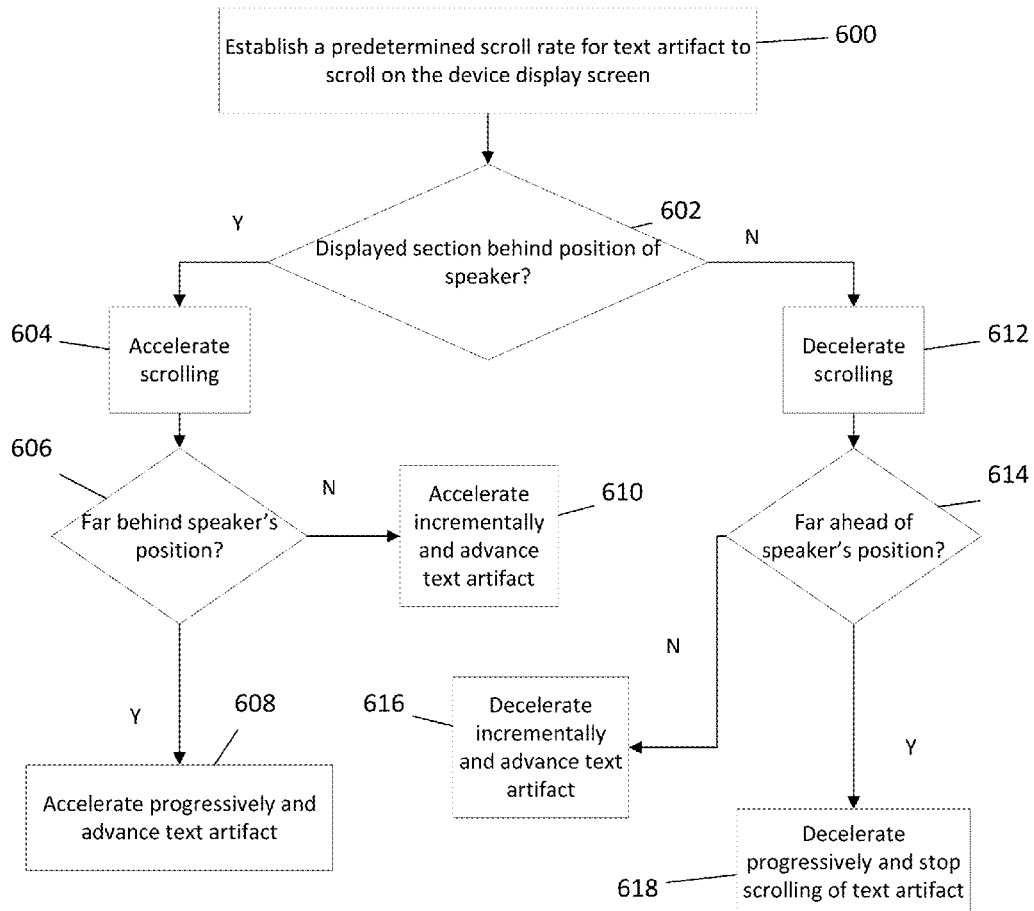 Establish a predetermined scroll rate for text artifact to
scroll on the device display screen
600
602
Y
N
Displayed section behind position of
speaker?
604
Accelerate
scrolling
612
Decelerate
scrolling
606
Far behind speaker's
position?
N
Accelerate
incrementally
and advance
text artifact
610
614
Far ahead of
speaker's position?
N
Y
608
Accelerate progressively and
advance text artifact
616
Decelerate
incrementally
and advance text
artifact
Y
Decelerate
progressively and stop
scrolling of text artifact
618